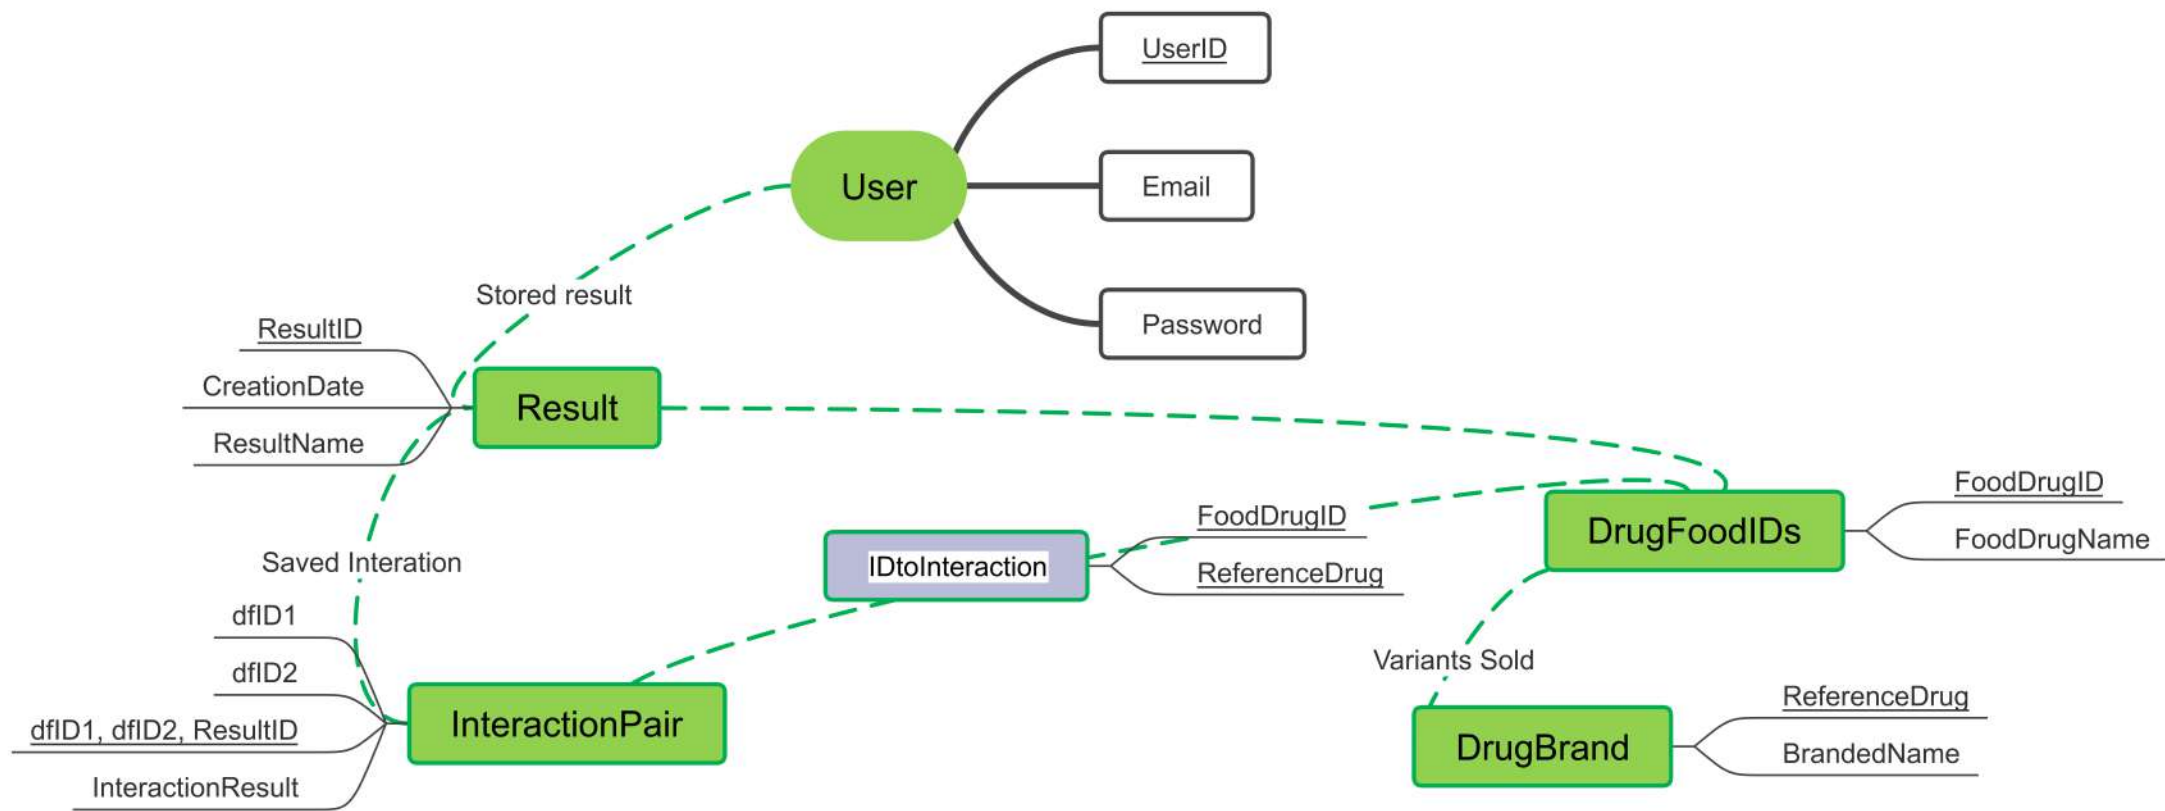 UserID
User
Email
Password
Stored result
ResultID
CreationDate
ResultName
Result
FoodDrugID
ReferenceDrug
IDtoInteraction
DrugFoodIDs
FoodDrugID
FoodDrugName
Saved Interation
dfID1
dfID2
dfID1, dfID2, ResultID
InteractionResult
InteractionPair
Variants Sold
DrugBrand
ReferenceDrug
BrandedName